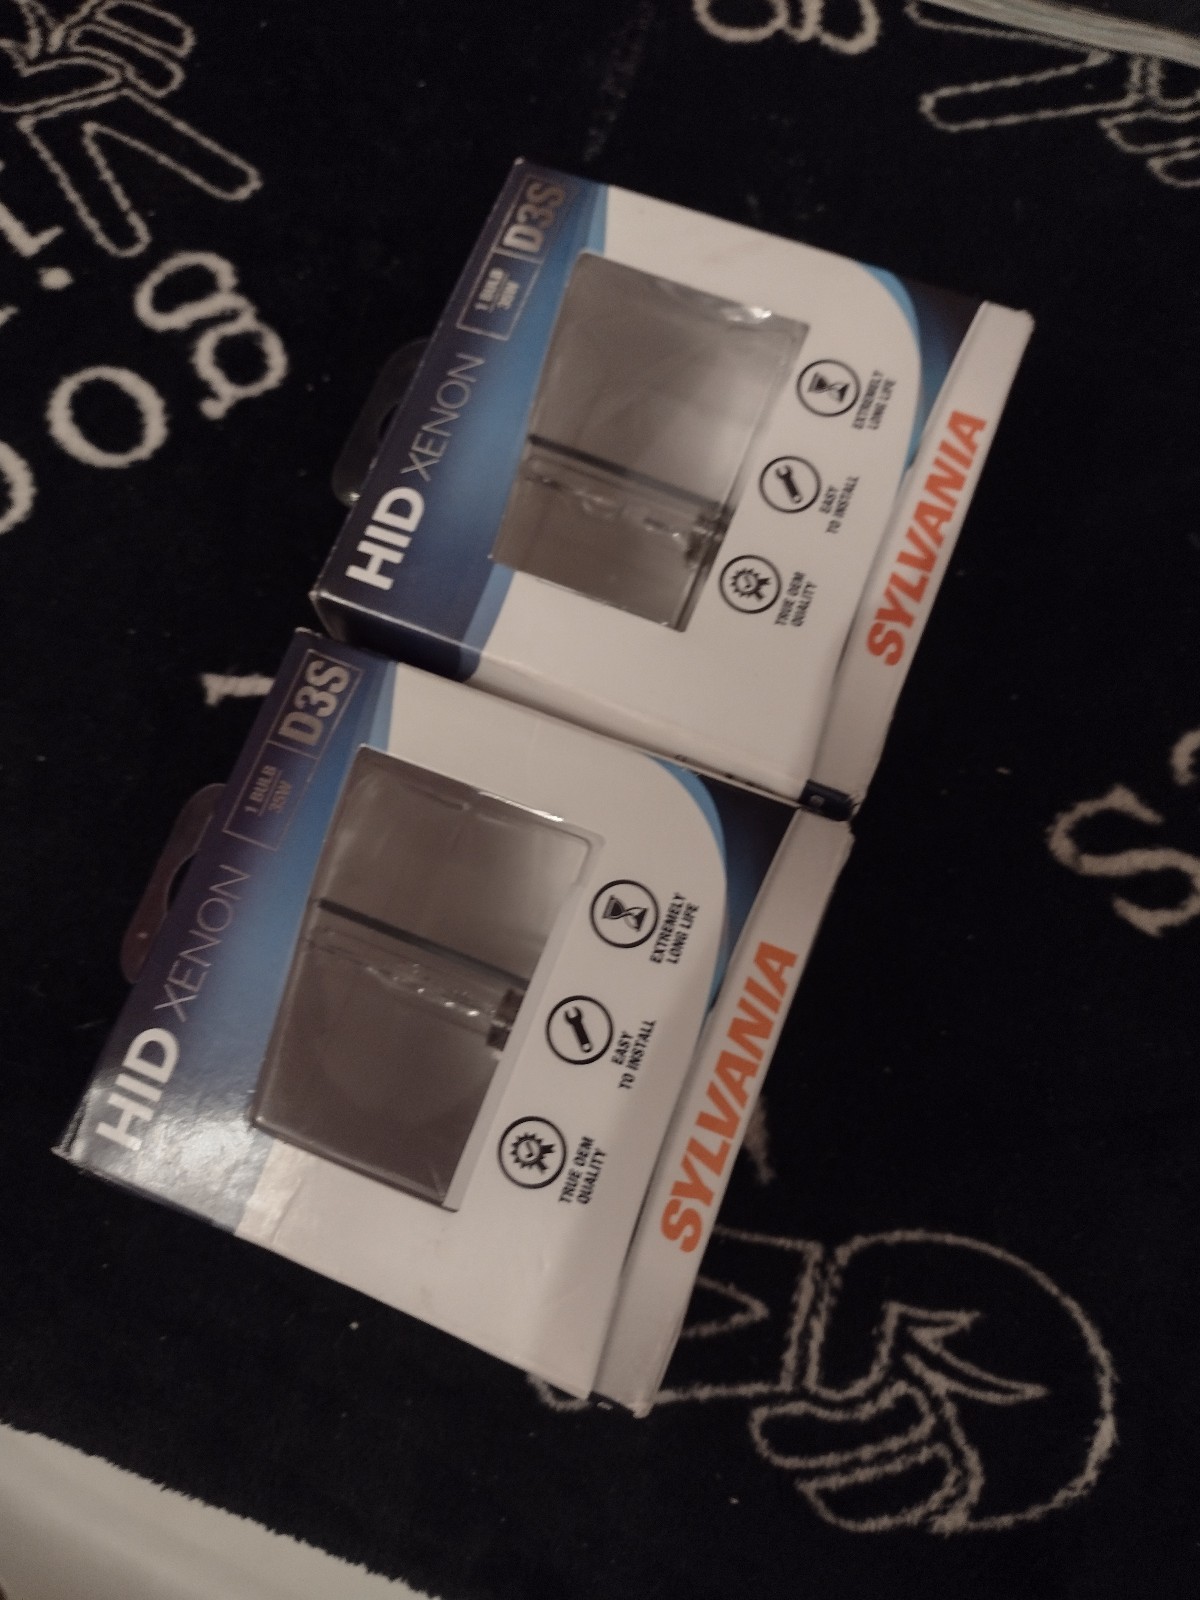 HID XENON
1 BULB
35W
D3S
TRUE OEM
QUALITY
EASY
TO INSTALL
EXTREMELY
LONG LIFE
SYLVANIA
HID XENON
1 BULB
35W
D3S
TRUE OEM
QUALITY
EASY
TO INSTALL
EXTREMELY
LONG LIFE
SYLVANIA